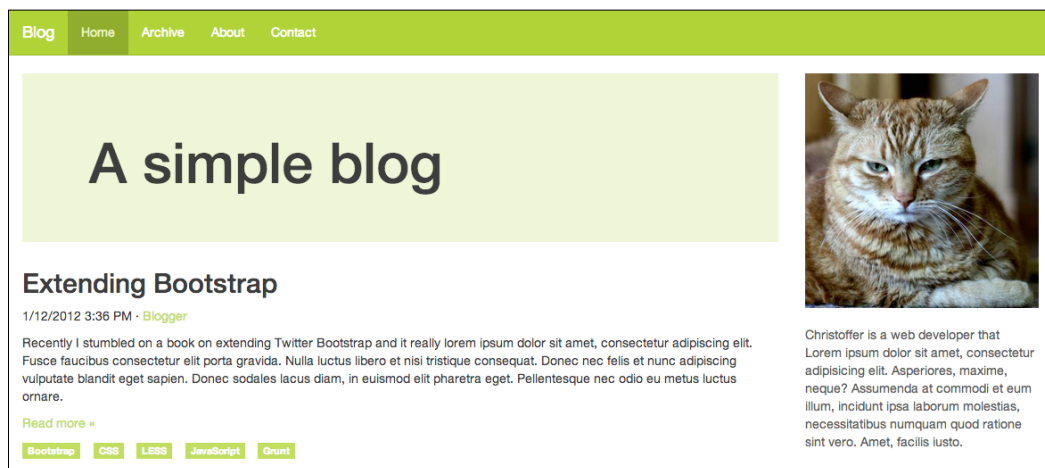 Blog Home Archive About Contact
A simple blog
Extending Bootstrap
1/12/2012 3:36 PM · Blogger
Recently I stumbled on a book on extending Twitter Bootstrap and it really lorem ipsum dolor sit amet, consectetur adipiscing elit.
Fusce faucibus consectetur elit porta gravida. Nulla luctus libero et nisi tristique consequat. Donec nec felis et nunc adipiscing
vulputate blandit eget sapien. Donec sodales lacus diam, in euismod elit pharetra eget. Pellentesque nec odio eu metus luctus
ornare.
Read more »
Bootstrap CSS LESS JavaScript Grunt
Christoffer is a web developer that
Lorem ipsum dolor sit amet, consectetur
adipisicing elit. Asperiores, maxime,
neque? Assumenda at commodi et eum
illum, incidunt ipsa laborum molestias,
necessitatibus numquam quod ratione
sint vero. Amet, facilis iusto.